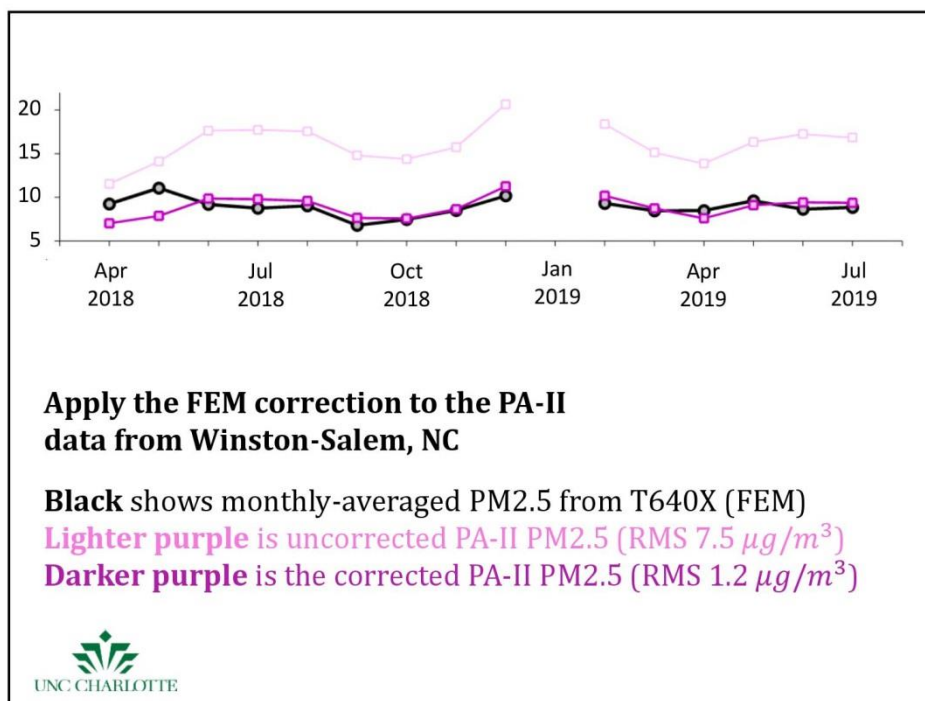 20
15
10
5
Apr Jul Oct Jan Apr Jul
2018 2018 2018 2019 2019 2019
Apply the FEM correction to the PA-II
data from Winston-Salem, NC
Black shows monthly-averaged PM2.5 from T640X (FEM)
Lighter purple is uncorrected PA-II PM2.5 (RMS 7.5 𝜇𝑔/𝑚³)
Darker purple is the corrected PA-II PM2.5 (RMS 1.2 𝜇𝑔/𝑚³)
UNC CHARLOTTE